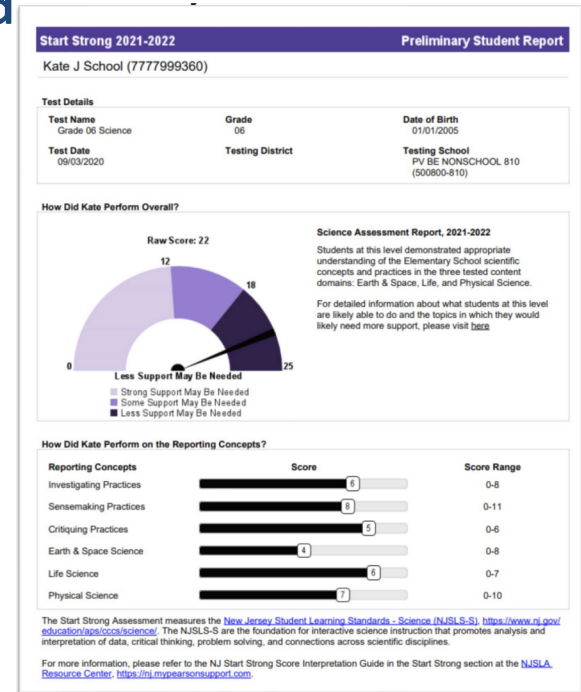 d
Start Strong 2021-2022 Preliminary Student Report
Kate J School (7777999360)
Test Details
Test Name Grade Date of Birth
Grade 06 Science 06 01/01/2005
Test Date Testing District Testing School
09/03/2020 PV BE NONSCHOOL 810
(500800-810)
How Did Kate Perform Overall?
Raw Score: 22
12
18
0
25
Less Support May Be Needed
Strong Support May Be Needed
Some Support May Be Needed
Less Support May Be Needed
Science Assessment Report, 2021-2022
Students at this level demonstrated appropriate
understanding of the Elementary School scientific
concepts and practices in the three tested content
domains: Earth & Space, Life, and Physical Science.
For detailed information about what students at this level
are likely able to do and the topics in which they would
likely need more support, please visit here
How Did Kate Perform on the Reporting Concepts?
Reporting Concepts Score Score Range
Investigating Practices 6 0-8
Sensemaking Practices 8 0-11
Critiquing Practices 5 0-6
Earth & Space Science 4 0-8
Life Science 6 0-7
Physical Science 7 0-10
The Start Strong Assessment measures the New Jersey Student Learning Standards - Science (NJSLS-S), https://www.nj.gov/
education/aps/cccs/science/. The NJSLS-S are the foundation for interactive science instruction that promotes analysis and
interpretation of data, critical thinking, problem solving, and connections across scientific disciplines.
For more information, please refer to the NJ Start Strong Score Interpretation Guide in the Start Strong section at the NJSLA
Resource Center, https://nj.mypearsonsupport.com.